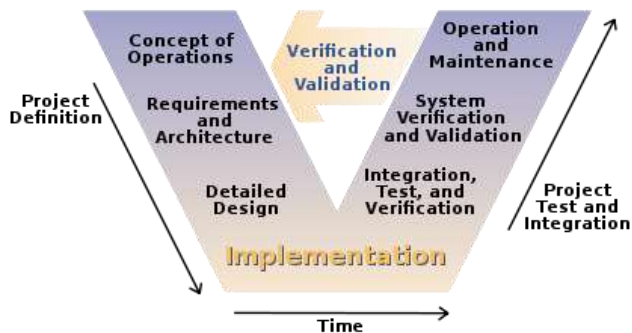 Concept of
Operations
Verification
and
Validation
Operation
and
Maintenance
Project
Definition
Requirements
and
Architecture
System
Verification
and Validation
Detailed
Design
Integration,
Test, and
Verification
Project
Test and
Integration
Implementation
Time